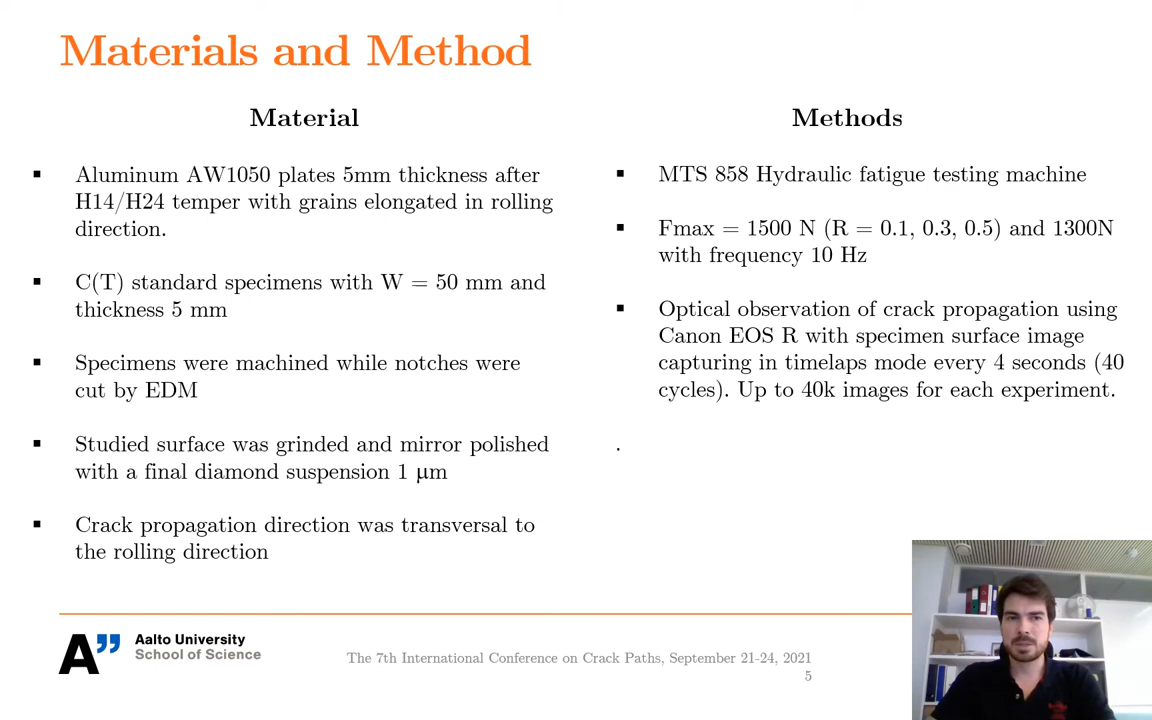 Materials and Method
Material
▪ Aluminum AW1050 plates 5mm thickness after
H14/H24 temper with grains elongated in rolling
direction.
▪ C(T) standard specimens with W = 50 mm and
thickness 5 mm
▪ Specimens were machined while notches were
cut by EDM
▪ Studied surface was grinded and mirror polished
with a final diamond suspension 1 μm
▪ Crack propagation direction was transversal to
the rolling direction
Methods
▪ MTS 858 Hydraulic fatigue testing machine
▪ Fmax = 1500 N (R = 0.1, 0.3, 0.5) and 1300N
with frequency 10 Hz
▪ Optical observation of crack propagation using
Canon EOS R with specimen surface image
capturing in timelaps mode every 4 seconds (40
cycles). Up to 40k images for each experiment.
.
A”
Aalto University
School of Science
The 7th International Conference on Crack Paths, September 21-24, 2021
5